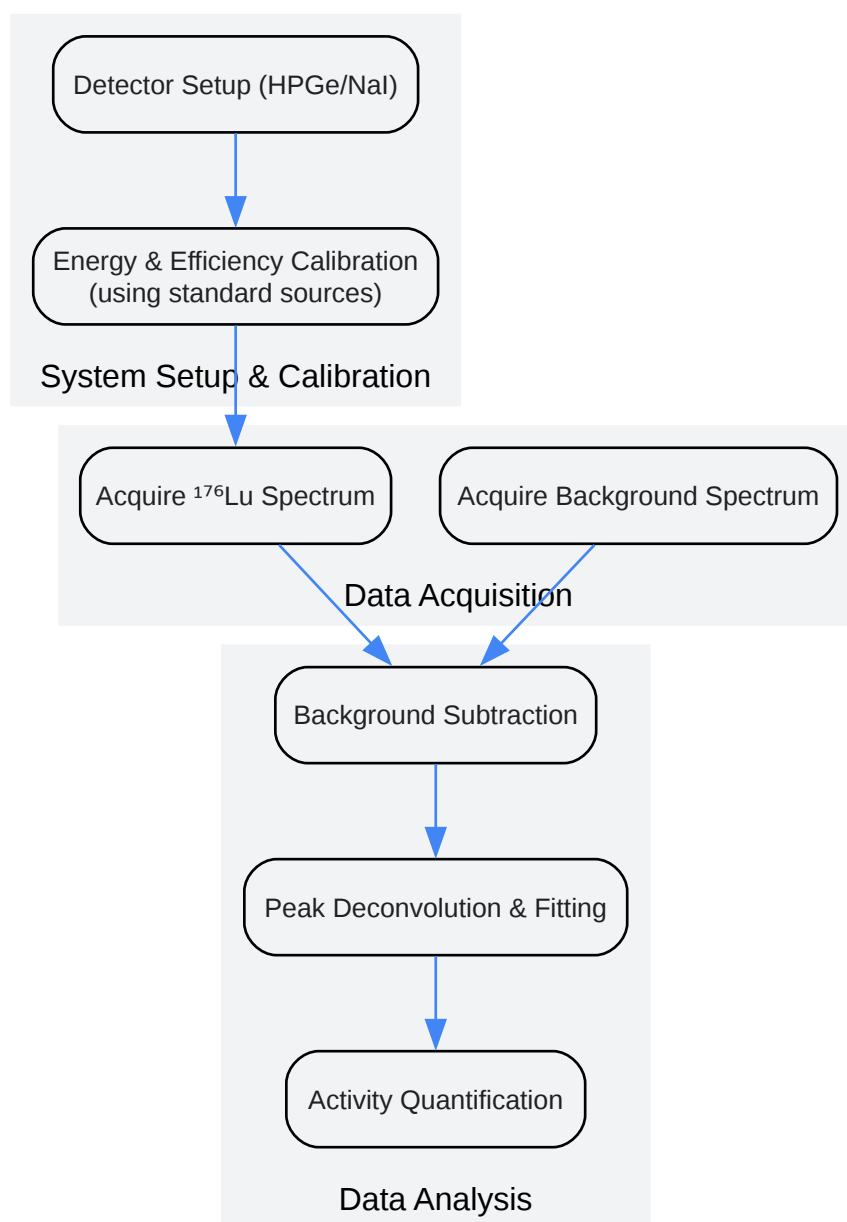 Detector Setup (HPGe/NaI)
Energy & Efficiency Calibration
(using standard sources)
System Setup & Calibration
Acquire ¹⁷⁶Lu Spectrum
Acquire Background Spectrum
Data Acquisition
Background Subtraction
Peak Deconvolution & Fitting
Activity Quantification
Data Analysis